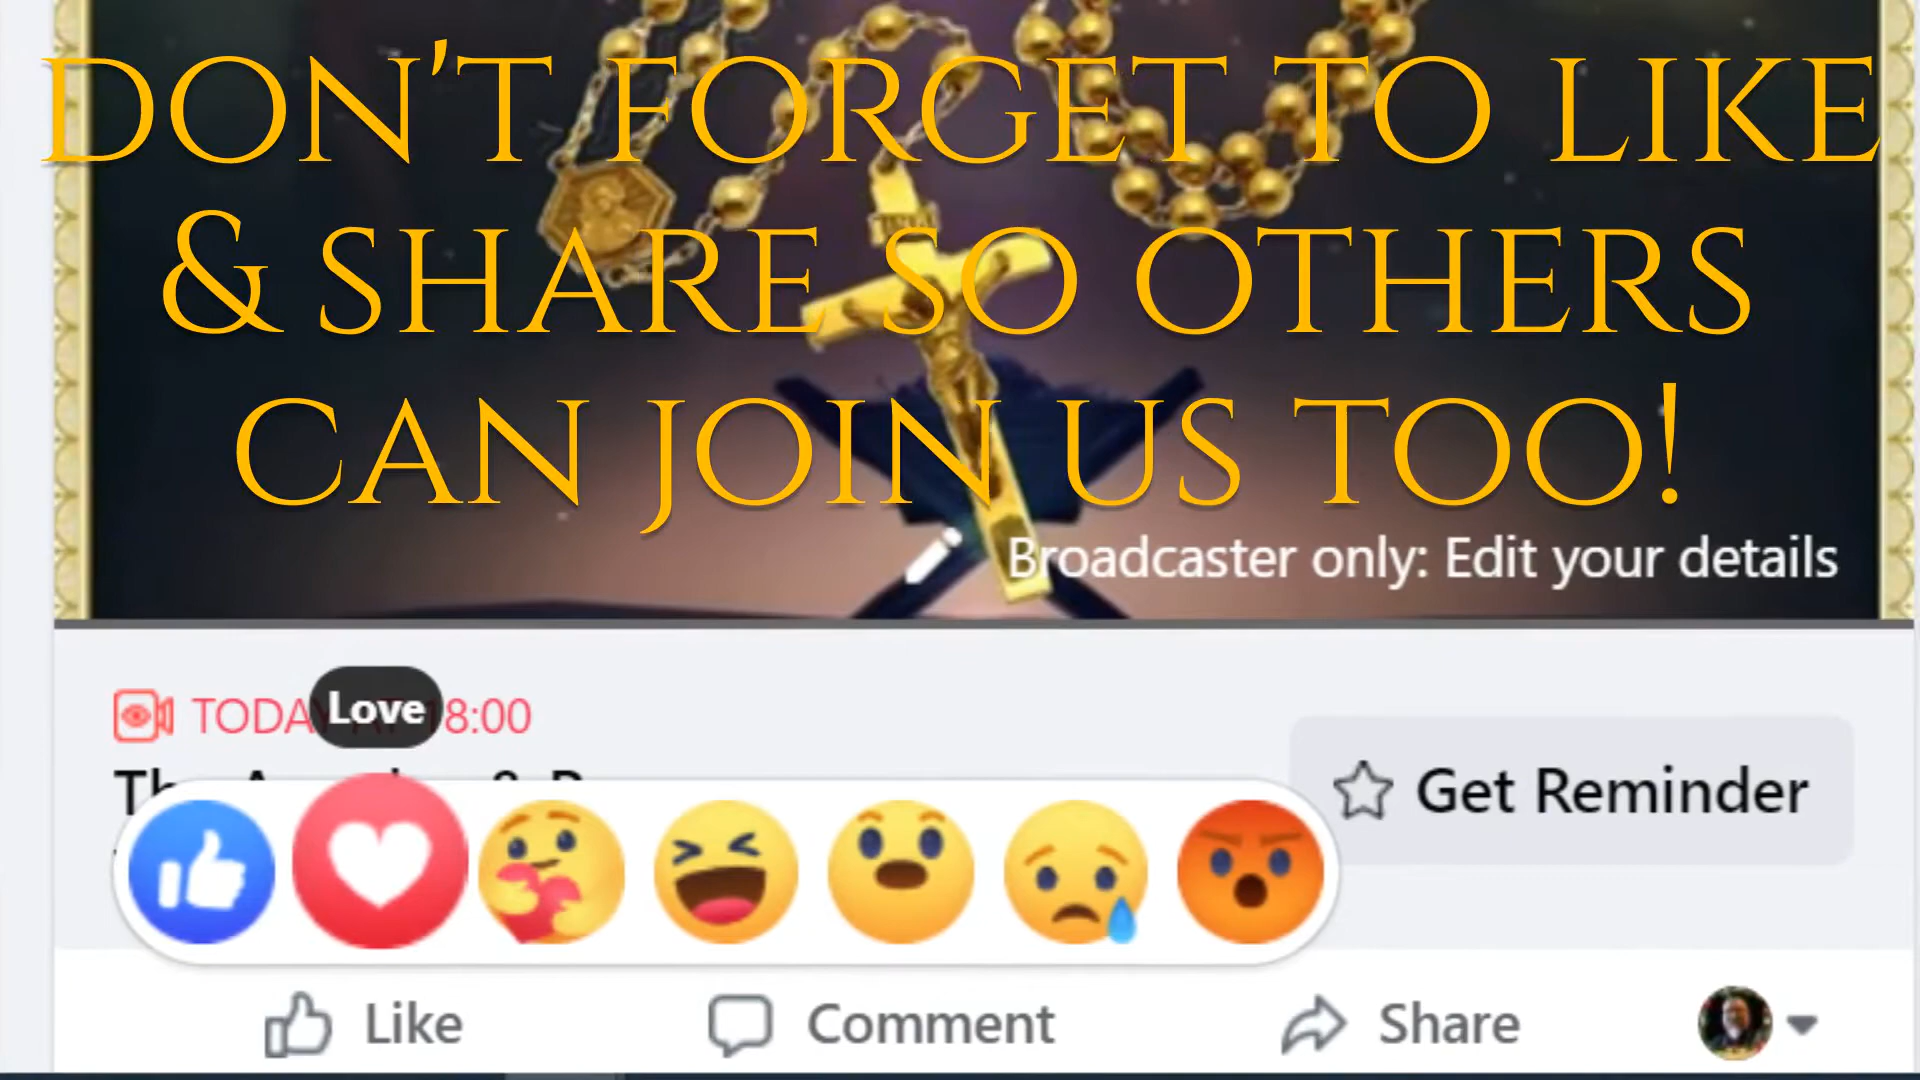 DON'T FORGET TO LIKE
& SHARE SO OTHERS
CAN JOIN US TOO!
Broadcaster only: Edit your details
Love
18:00
Get Reminder
Like
Comment
Share